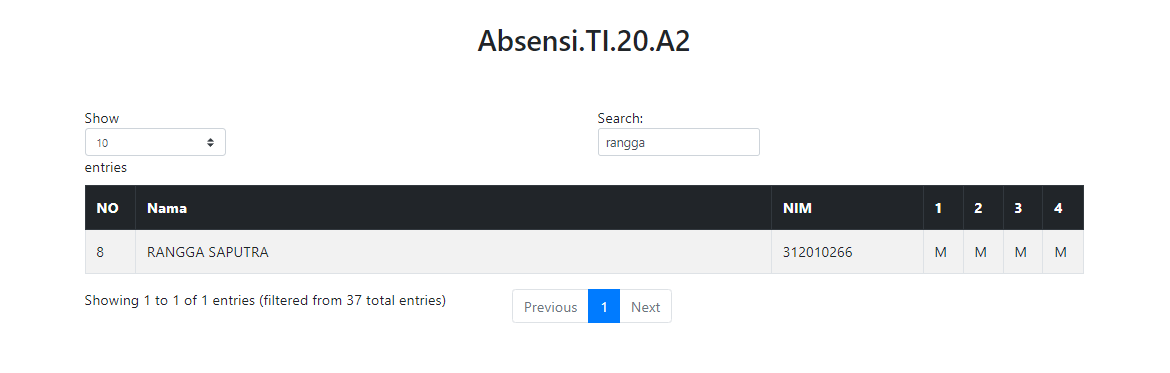 Absensi.TI.20.A2
Show
10
entries
Search:
rangga
NO Nama NIM 1 2 3 4
8 RANGGA SAPUTRA 312010266 M M M M
Showing 1 to 1 of 1 entries (filtered from 37 total entries)
Previous 1 Next